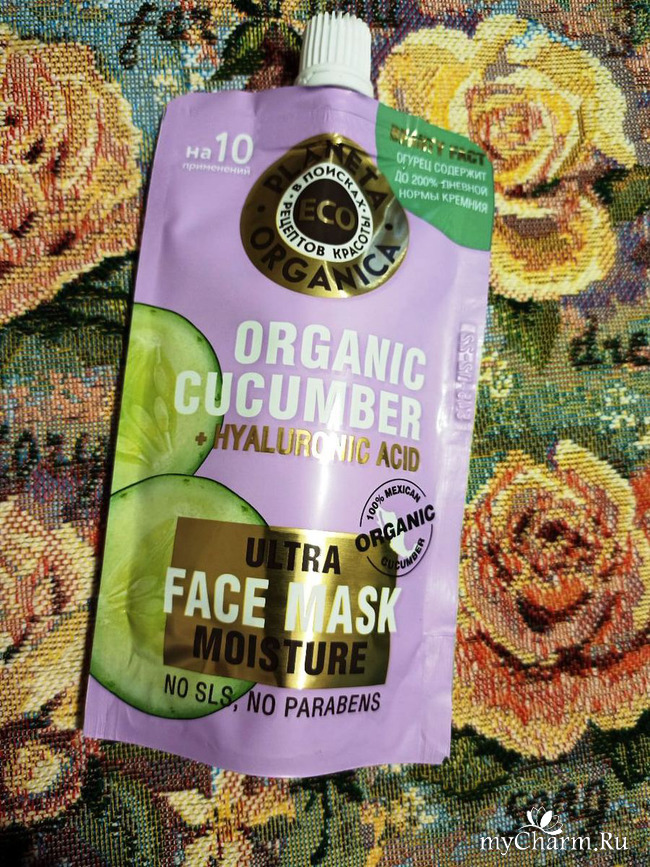 на 10
применений
PLANETA
ORGANICA
В ПОИСКАХ
РЕЦЕПТОВ КРАСОТЫ
ECO
FACT
ОГУРЕЦ СОДЕРЖИТ
ДО 200% ДНЕВНОЙ
НОРМЫ КРЕМНИЯ
ORGANIC
CUCUMBER
+ HYALURONIC ACID
100% MEXICAN
ORGANIC
CUCUMBER
ULTRA
FACE MASK
MOISTURE
NO SLS, NO PARABENS
myCharm.Ru